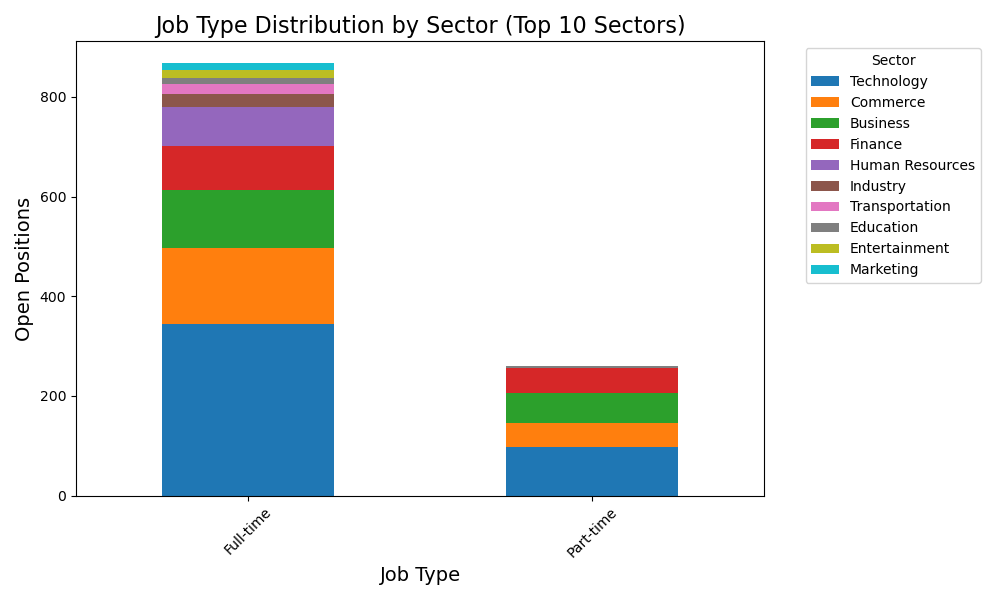 Job Type Distribution by Sector (Top 10 Sectors)
Open Positions
800
600
400
200
0
Full-time
Part-time
Job Type
Sector
Technology
Commerce
Business
Finance
Human Resources
Industry
Transportation
Education
Entertainment
Marketing